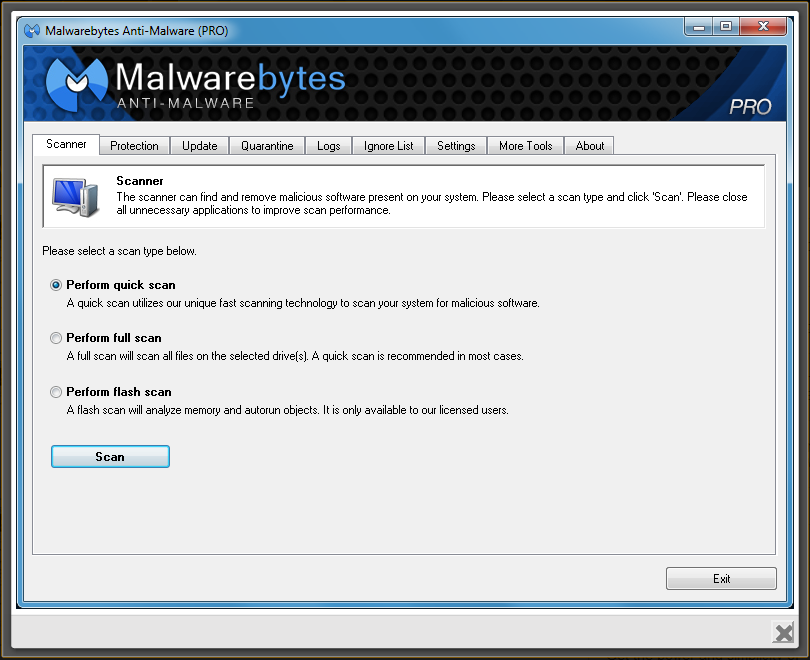 Malwarebytes Anti-Malware (PRO)
Malwarebytes
ANTI-MALWARE
PRO
Scanner
Protection
Update
Quarantine
Logs
Ignore List
Settings
More Tools
About
Scanner
The scanner can find and remove malicious software present on your system. Please select a scan type and click 'Scan'. Please close
all unnecessary applications to improve scan performance.
Please select a scan type below.
Perform quick scan
A quick scan utilizes our unique fast scanning technology to scan your system for malicious software.
Perform full scan
A full scan will scan all files on the selected drive(s). A quick scan is recommended in most cases.
Perform flash scan
A flash scan will analyze memory and autorun objects. It is only available to our licensed users.
Scan
Exit